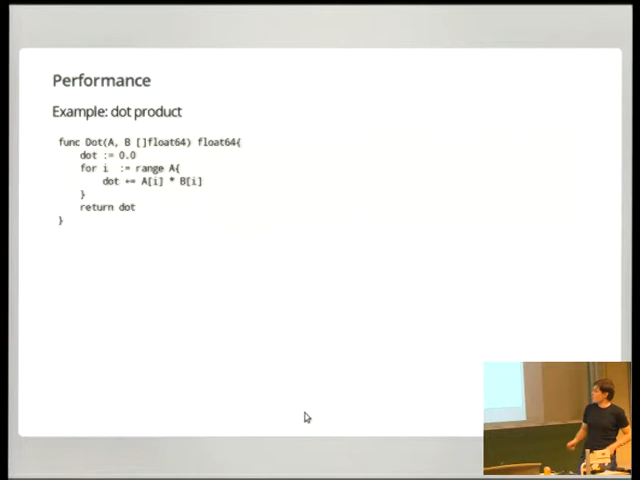 Performance
Example: dot product
func Dot(A, B []float64) float64{
dot := 0.0
for i  := range A{
dot += A[i] * B[i]
}
return dot
}